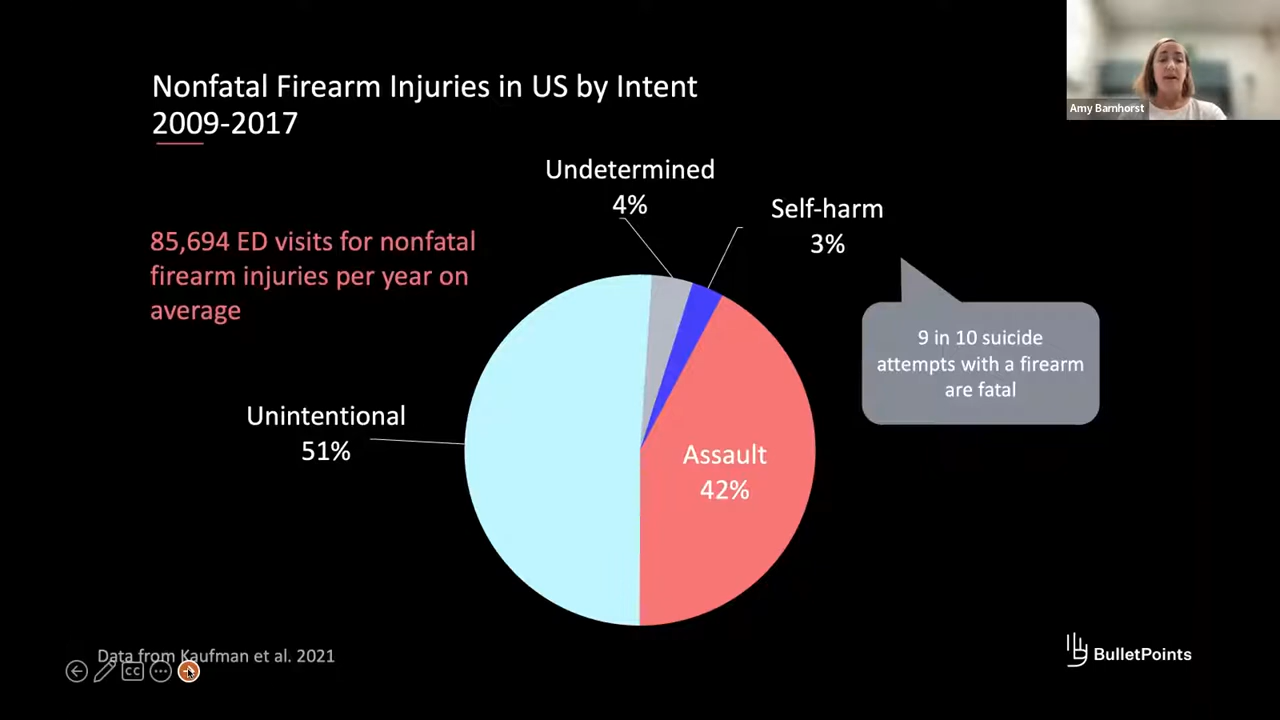 Nonfatal Firearm Injuries in US by Intent
2009-2017
Amy Barnhorst
Undetermined
4%
Self-harm
3%
85,694 ED visits for nonfatal
firearm injuries per year on
average
9 in 10 suicide
attempts with a firearm
are fatal
Unintentional
51%
Assault
42%
Data from Kaufman et al. 2021
CC
BulletPoints